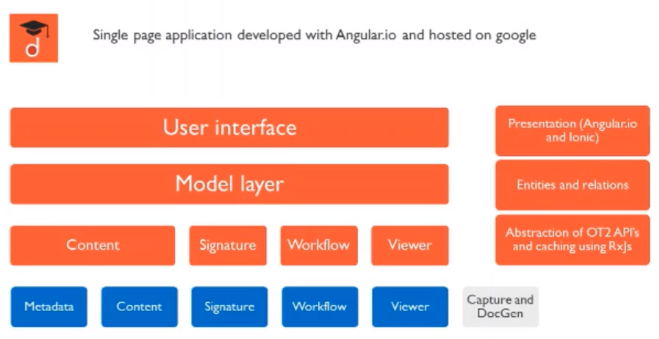 d
Single page application developed with Angular.io and hosted on google
User interface
Presentation (Angular.io
and Ionic)
Model layer
Entities and relations
Content
Signature
Workflow
Viewer
Abstraction of OT2 API's
and caching using RxJs
Metadata
Content
Signature
Workflow
Viewer
Capture and
DocGen